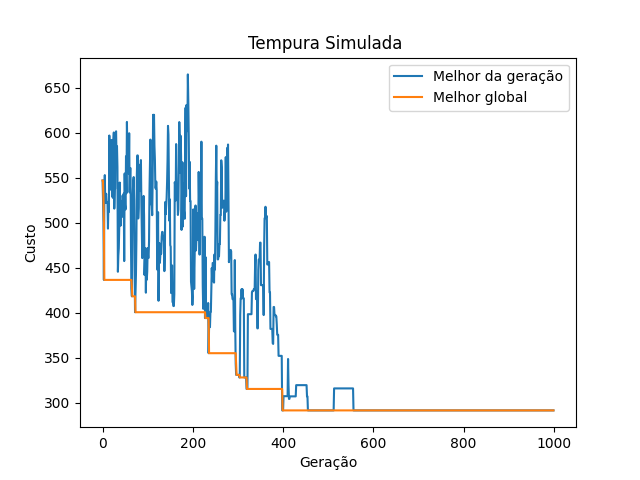 Tempura Simulada
Melhor da geração
Melhor global
Custo
650
600
550
500
450
400
350
300
0 200 400 600 800 1000
Geração